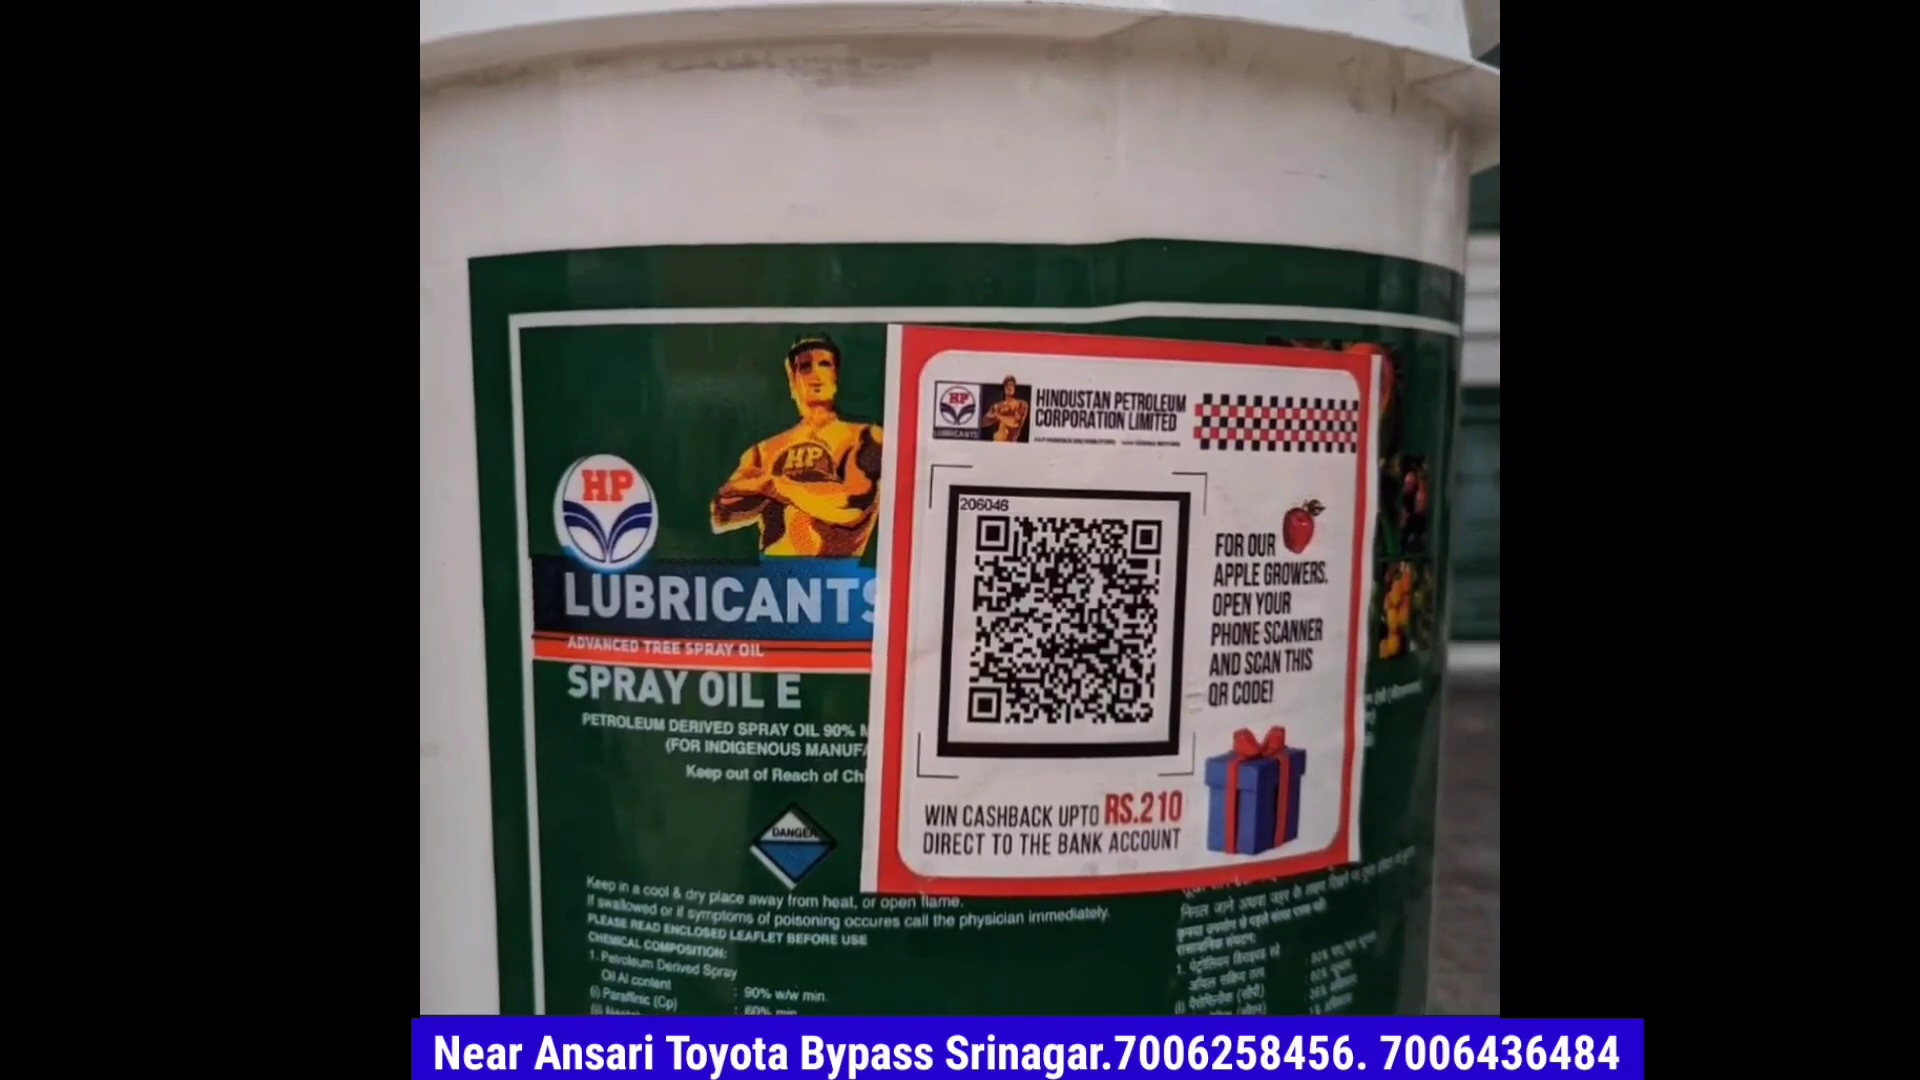 HP
HP
LUBRICANTS
ADVANCED TREE SPRAY OIL
SPRAY OIL E
PETROLEUM DERIVED SPRAY OIL 90%
(FOR INDIGENOUS
Keep out of Reach of
DANGER
Keep in a cool & dry place away from heat, or open flame.
If swallowed or if symptoms of poisoning occures call the physician immediately.
PLEASE READ ENCLOSED LEAFLET BEFORE USE
CHEMICAL COMPOSITION:
1. Petroleum Derived Spray
Oil AI content
: 90% w/w min.
(i) Paraffinic (Cp)
: 60% min.
HP
LUBRICANTS
HINDUSTAN PETROLEUM
CORPORATION LIMITED
206046
FOR OUR
APPLE GROWERS.
OPEN YOUR
PHONE SCANNER
AND SCAN THIS
QR CODE!
WIN CASHBACK UPTO RS.210
DIRECT TO THE BANK ACCOUNT
Near Ansari Toyota Bypass Srinagar.7006258456. 7006436484